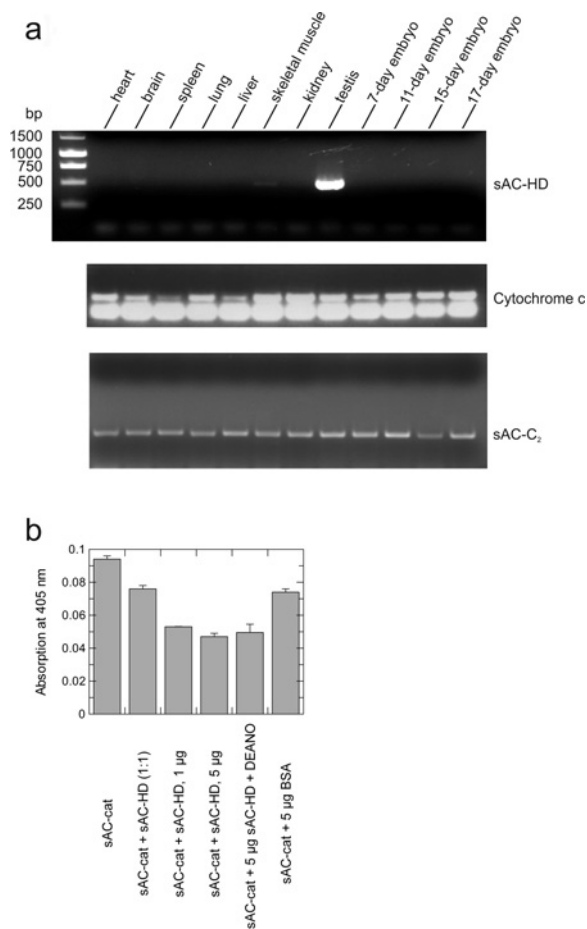 a
bp
1500
1000
750
500
250
heart
brain
spleen
lung
liver
skeletal muscle
kidney
testis
7-day embryo
11-day embryo
15-day embryo
17-day embryo
sAC-HD
Cytochrome c
sAC-C₂
b
Absorption at 405 nm
0.1
0.08
0.06
0.04
0.02
0
sAC-cat
sAC-cat + sAC-HD (1:1)
sAC-cat + sAC-HD, 1 µg
sAC-cat + sAC-HD, 5 µg
sAC-cat + 5 µg sAC-HD + DEANO
sAC-cat + 5 µg BSA